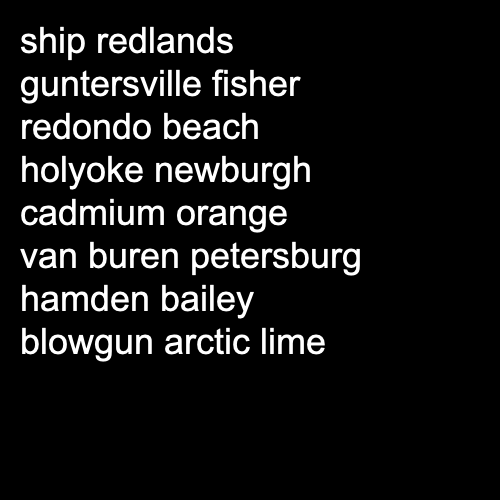 ship redlands
guntersville fisher
redondo beach
holyoke newburgh
cadmium orange
van buren petersburg
hamden bailey
blowgun arctic lime